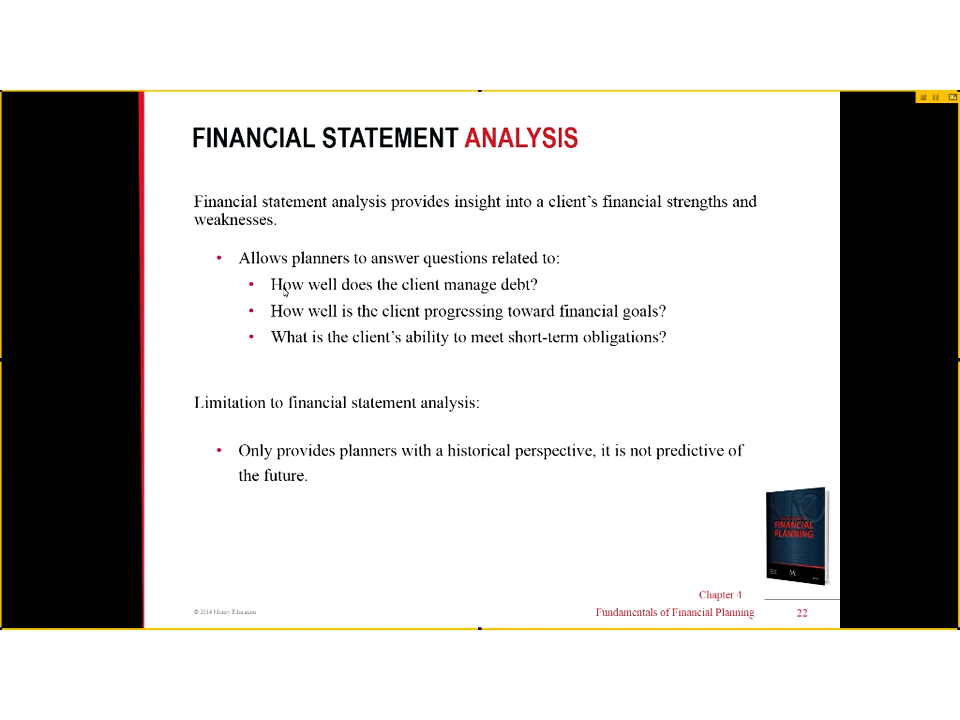 FINANCIAL STATEMENT ANALYSIS
Financial statement analysis provides insight into a client's financial strengths and
weaknesses.
• Allows planners to answer questions related to:
• How well does the client manage debt?
• How well is the client progressing toward financial goals?
• What is the client's ability to meet short-term obligations?
Limitation to financial statement analysis:
• Only provides planners with a historical perspective, it is not predictive of
the future.
FINANCIAL
PLANNING
Chapter 4
© 2014 Money Education
Fundamentals of Financial Planning
22